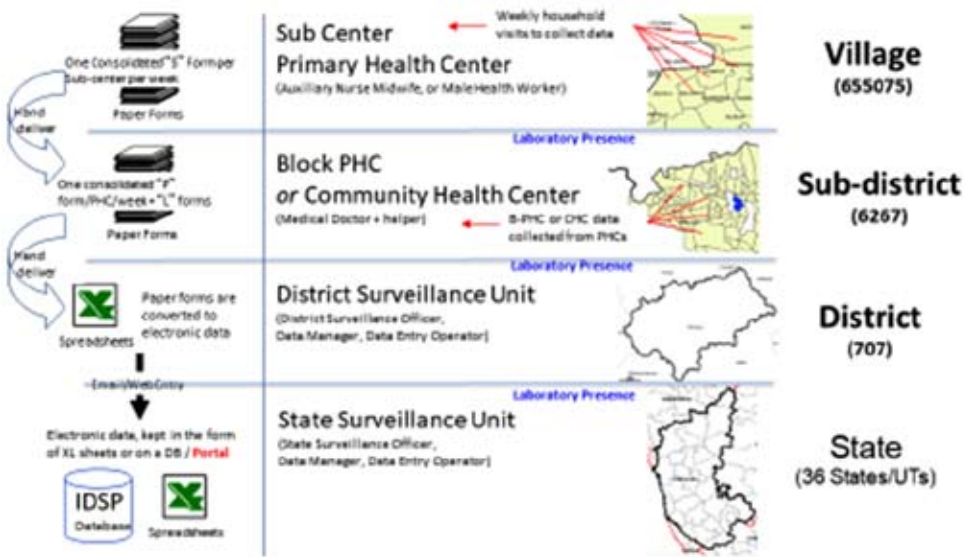 One Consolidated "S" Form per
Sub-center per week
Paper Forms
Hand
deliver
Sub Center
Primary Health Center
(Auxiliary Nurse Midwife, or Male Health Worker)
Weekly household
visits to collect data
Village
(655075)
Laboratory Presence
One consolidated "P"
form/PHC/week + "L" forms
Paper Forms
Hand
deliver
Block PHC
or Community Health Center
(Medical Doctor + helper)
B-PHC or CHC data
collected from PHCs
Sub-district
(6267)
Laboratory Presence
Spreadsheets
Paper forms are
converted to
electronic data
Email/Web Entry
District Surveillance Unit
(District Surveillance Officer,
Data Manager, Data Entry Operator)
District
(707)
Laboratory Presence
Electronic data, kept in the form
of XL sheets or on a DB / Portal
IDSP
Database
Spreadsheets
State Surveillance Unit
(State Surveillance Officer,
Data Manager, Data Entry Operator)
State
(36 States/UTs)